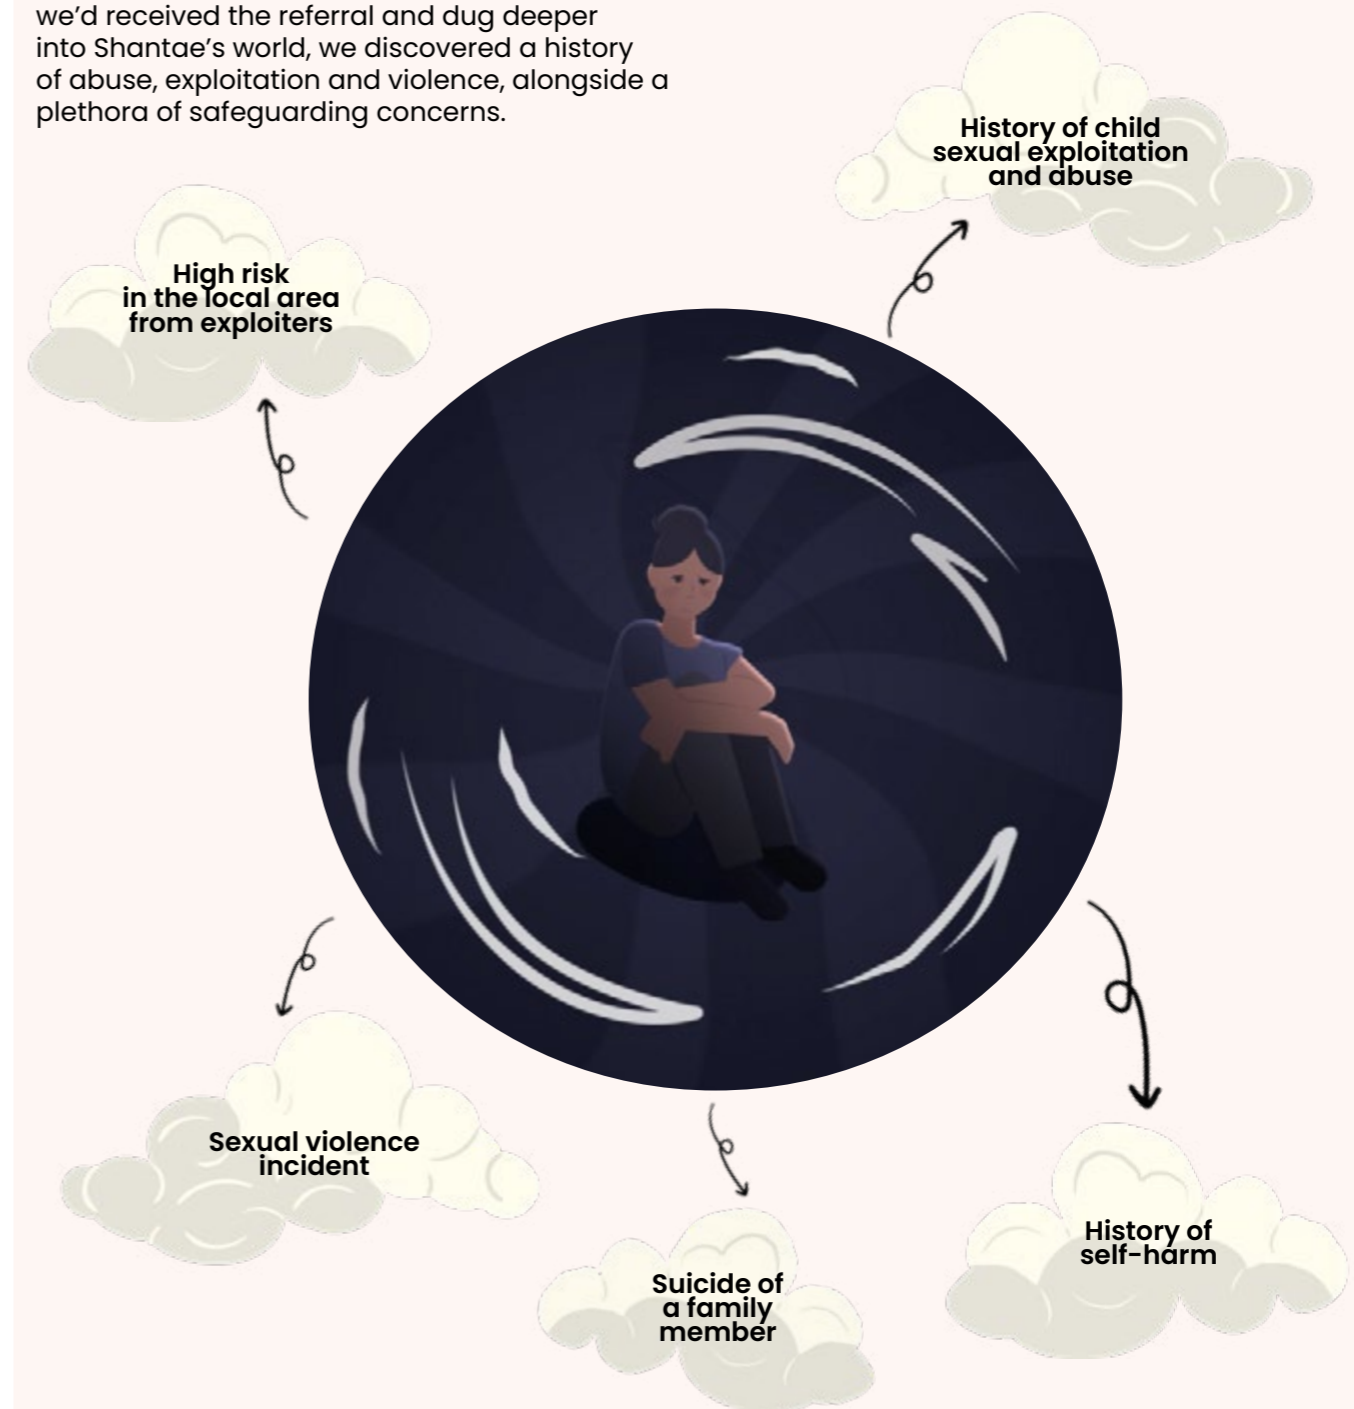 we’d received the referral and dug deeper
into Shantae’s world, we discovered a history
of abuse, exploitation and violence, alongside a
plethora of safeguarding concerns.
History of child
sexual exploitation
and abuse
High risk
in the local area
from exploiters
Sexual violence
incident
Suicide of
a family
member
History of
self-harm